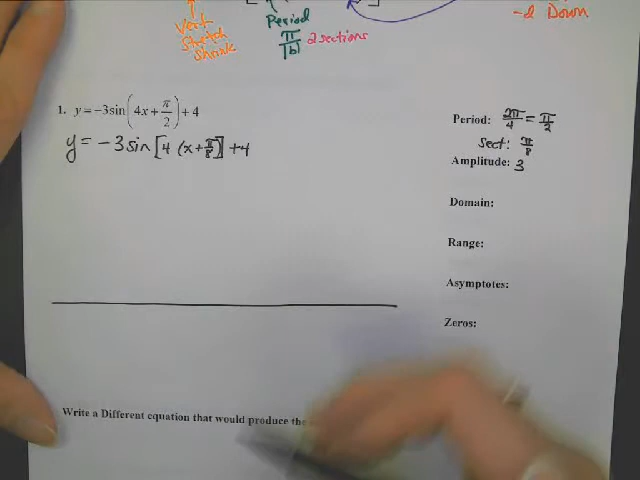 Period
-d Down
Vert
Stretch
Shrink
π/|b| 2 sections
1. y = −3sin(4x + π/2) + 4
y = -3 sin [4 (x + π/8)] + 4
Period: 2π/4 = π/2
Sect: π/8
Amplitude: 3
Domain:
Range:
Asymptotes:
Zeros:
Write a Different equation that would produce the